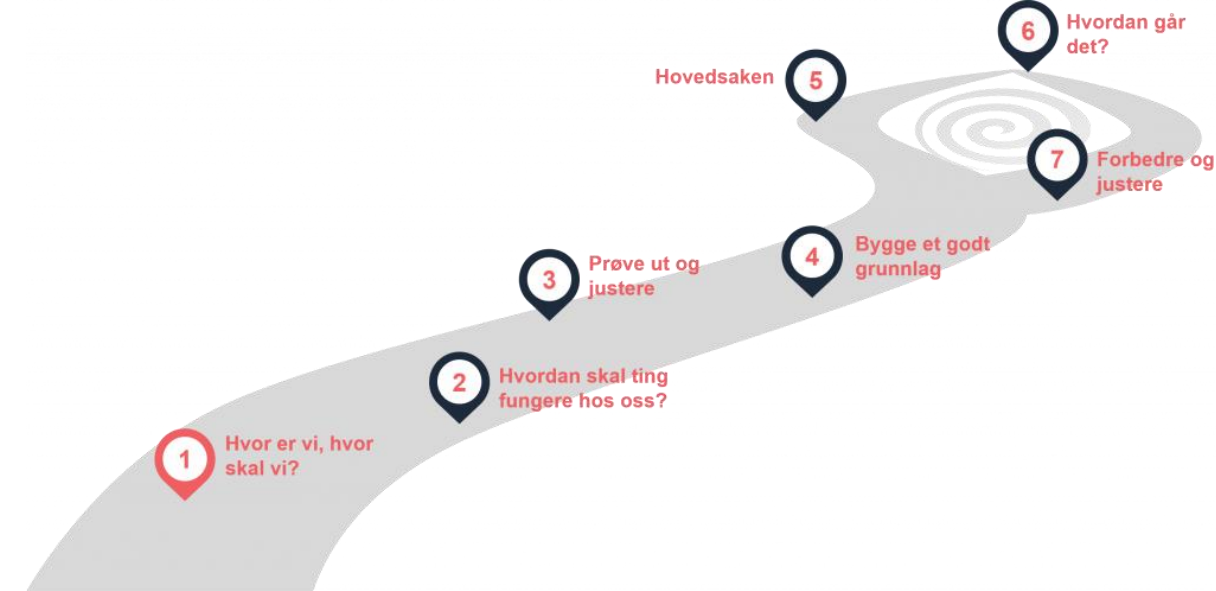 1
Hvor er vi, hvor
skal vi?
2
Hvordan skal ting
fungere hos oss?
3
Prøve ut og
justere
4
Bygge et godt
grunnlag
5
Hovedsaken
6
Hvordan går
det?
7
Forbedre og
justere